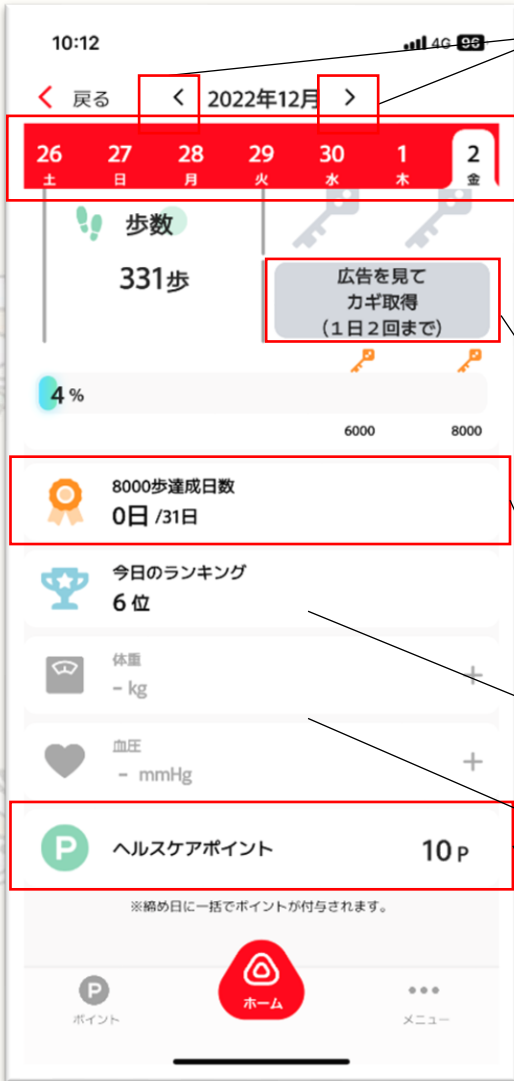 10:12 4G 96
戻る < 2022年12月 >
26 27 28 29 30 1 2
土 日 月 火 水 木 金
歩数
331歩
広告を見て
カギ取得
(1日2回まで)
4 %
6000 8000
8000歩達成日数
0日 /31日
今日のランキング
6 位
体重
- kg
血圧
- mmHg
P ヘルスケアポイント 10 P
※締め日に一括でポイントが付与されます。
P
ホーム
ポイント メニュー